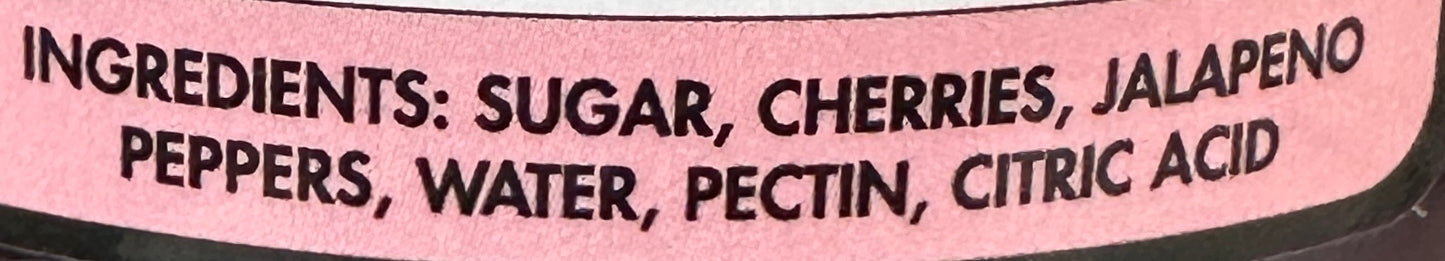 INGREDIENTS: SUGAR, CHERRIES, JALAPENO
PEPPERS, WATER, PECTIN, CITRIC ACID